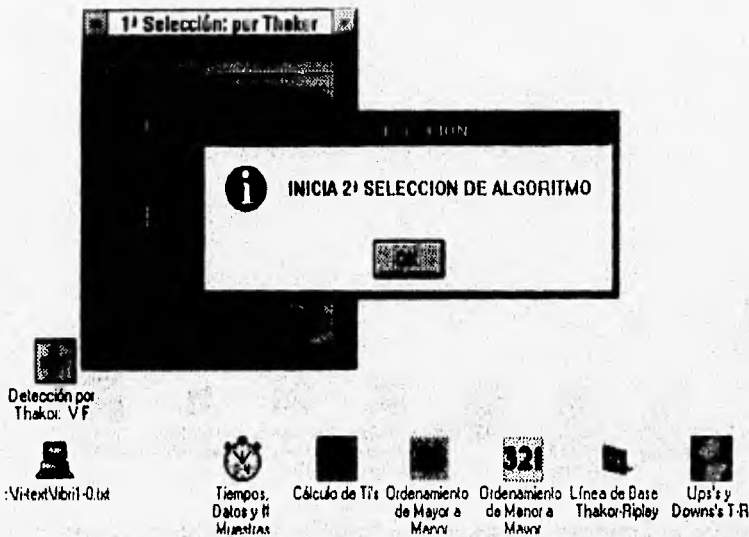 1ª Selección: por Thakor
INICIA 2ª SELECCION DE ALGORITMO
OK
Detección por
Thakor: VF
:\Vi-text\Vibri1-0.txt
Tiempos,
Datos y #
Muestras
Cálculo de Ti's
Ordenamiento
de Mayor a
Menor
321
Ordenamiento
de Menor a
Mayor
Línea de Base
Thakor-Ripley
Ups's y
Downs's T-R